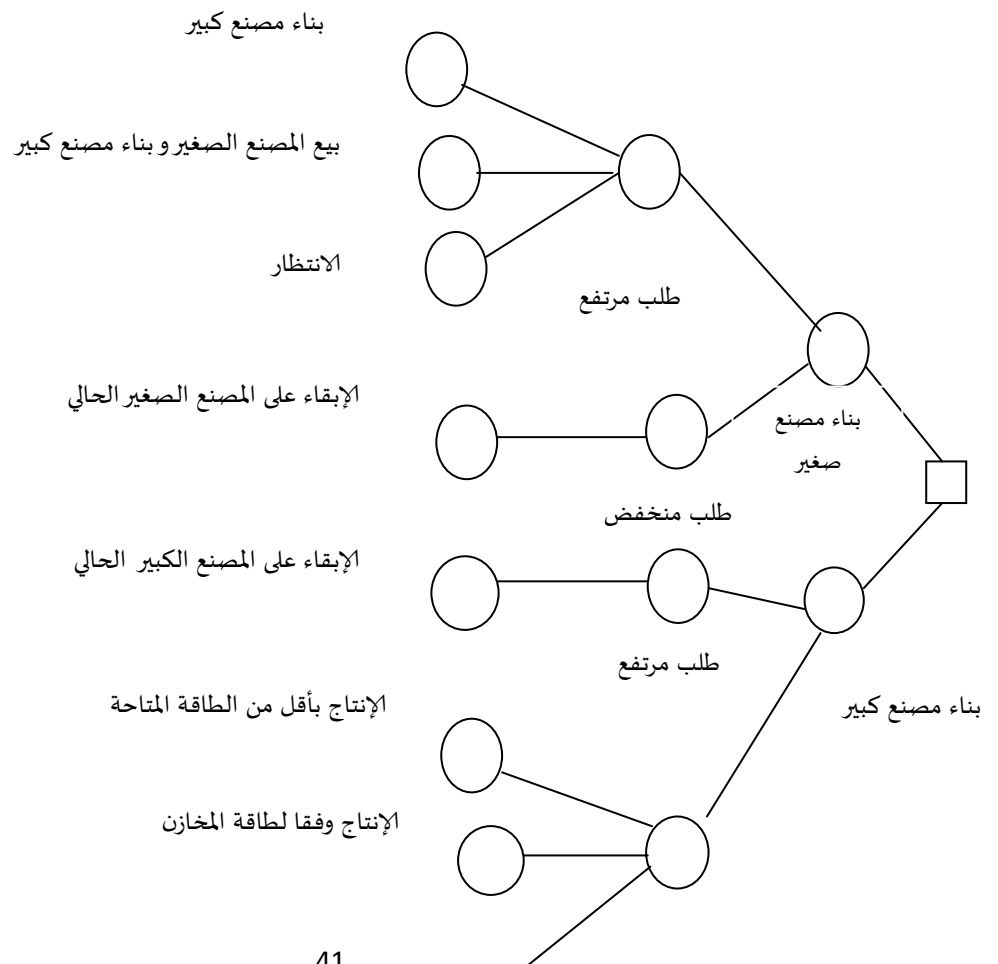 بناء مصنع كبير
بيع المصنع الصغير و بناء مصنع كبير
الانتظار
طلب مرتفع
الإبقاء على المصنع الصغير الحالي
بناء مصنع
صغير
طلب منخفض
الإبقاء على المصنع الكبير الحالي
طلب مرتفع
الإنتاج بأقل من الطاقة المتاحة
بناء مصنع كبير
الإنتاج وفقا لطاقة المخازن
41